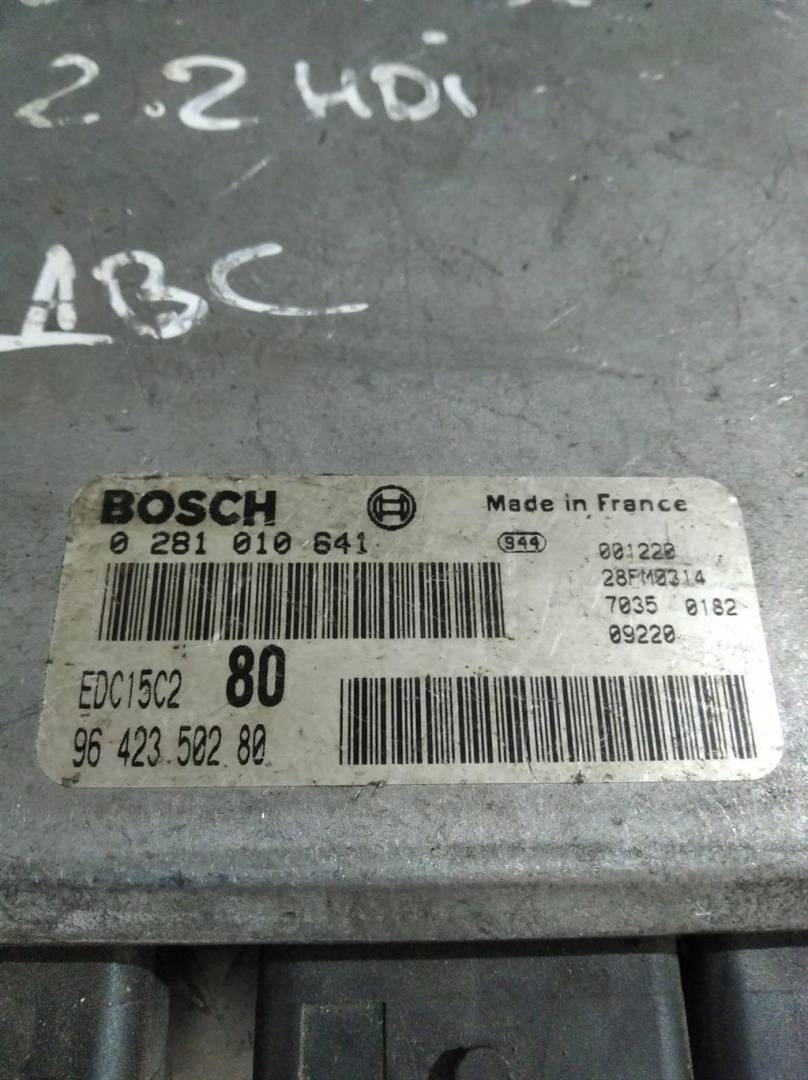 2.2 HDi
ABC
BOSCH
Made in France
0 281 010 641
944
001220
28FM0314
7035 0182
09220
EDC15C2 80
96 423 502 80